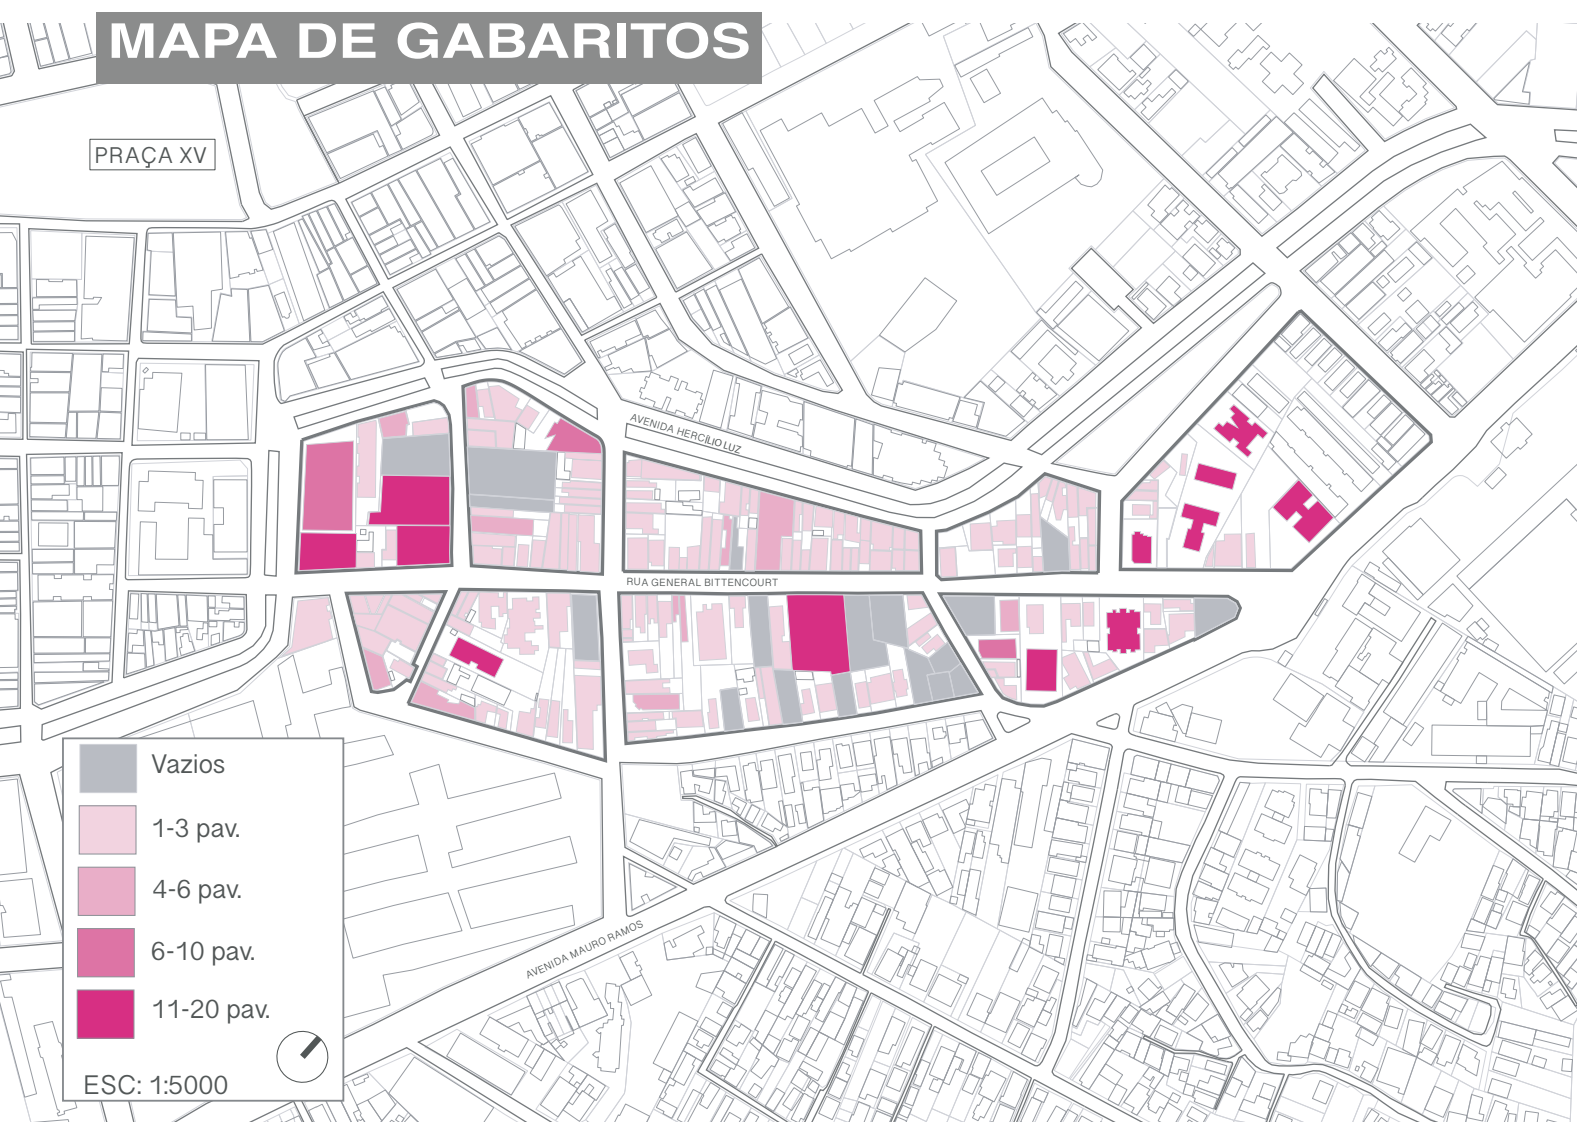 MAPA DE GABARITOS
PRAÇA XV
AVENIDA HERCÍLIO LUZ
RUA GENERAL BITTENCOURT
AVENIDA MAURO RAMOS
Vazios
1-3 pav.
4-6 pav.
6-10 pav.
11-20 pav.
ESC: 1:5000